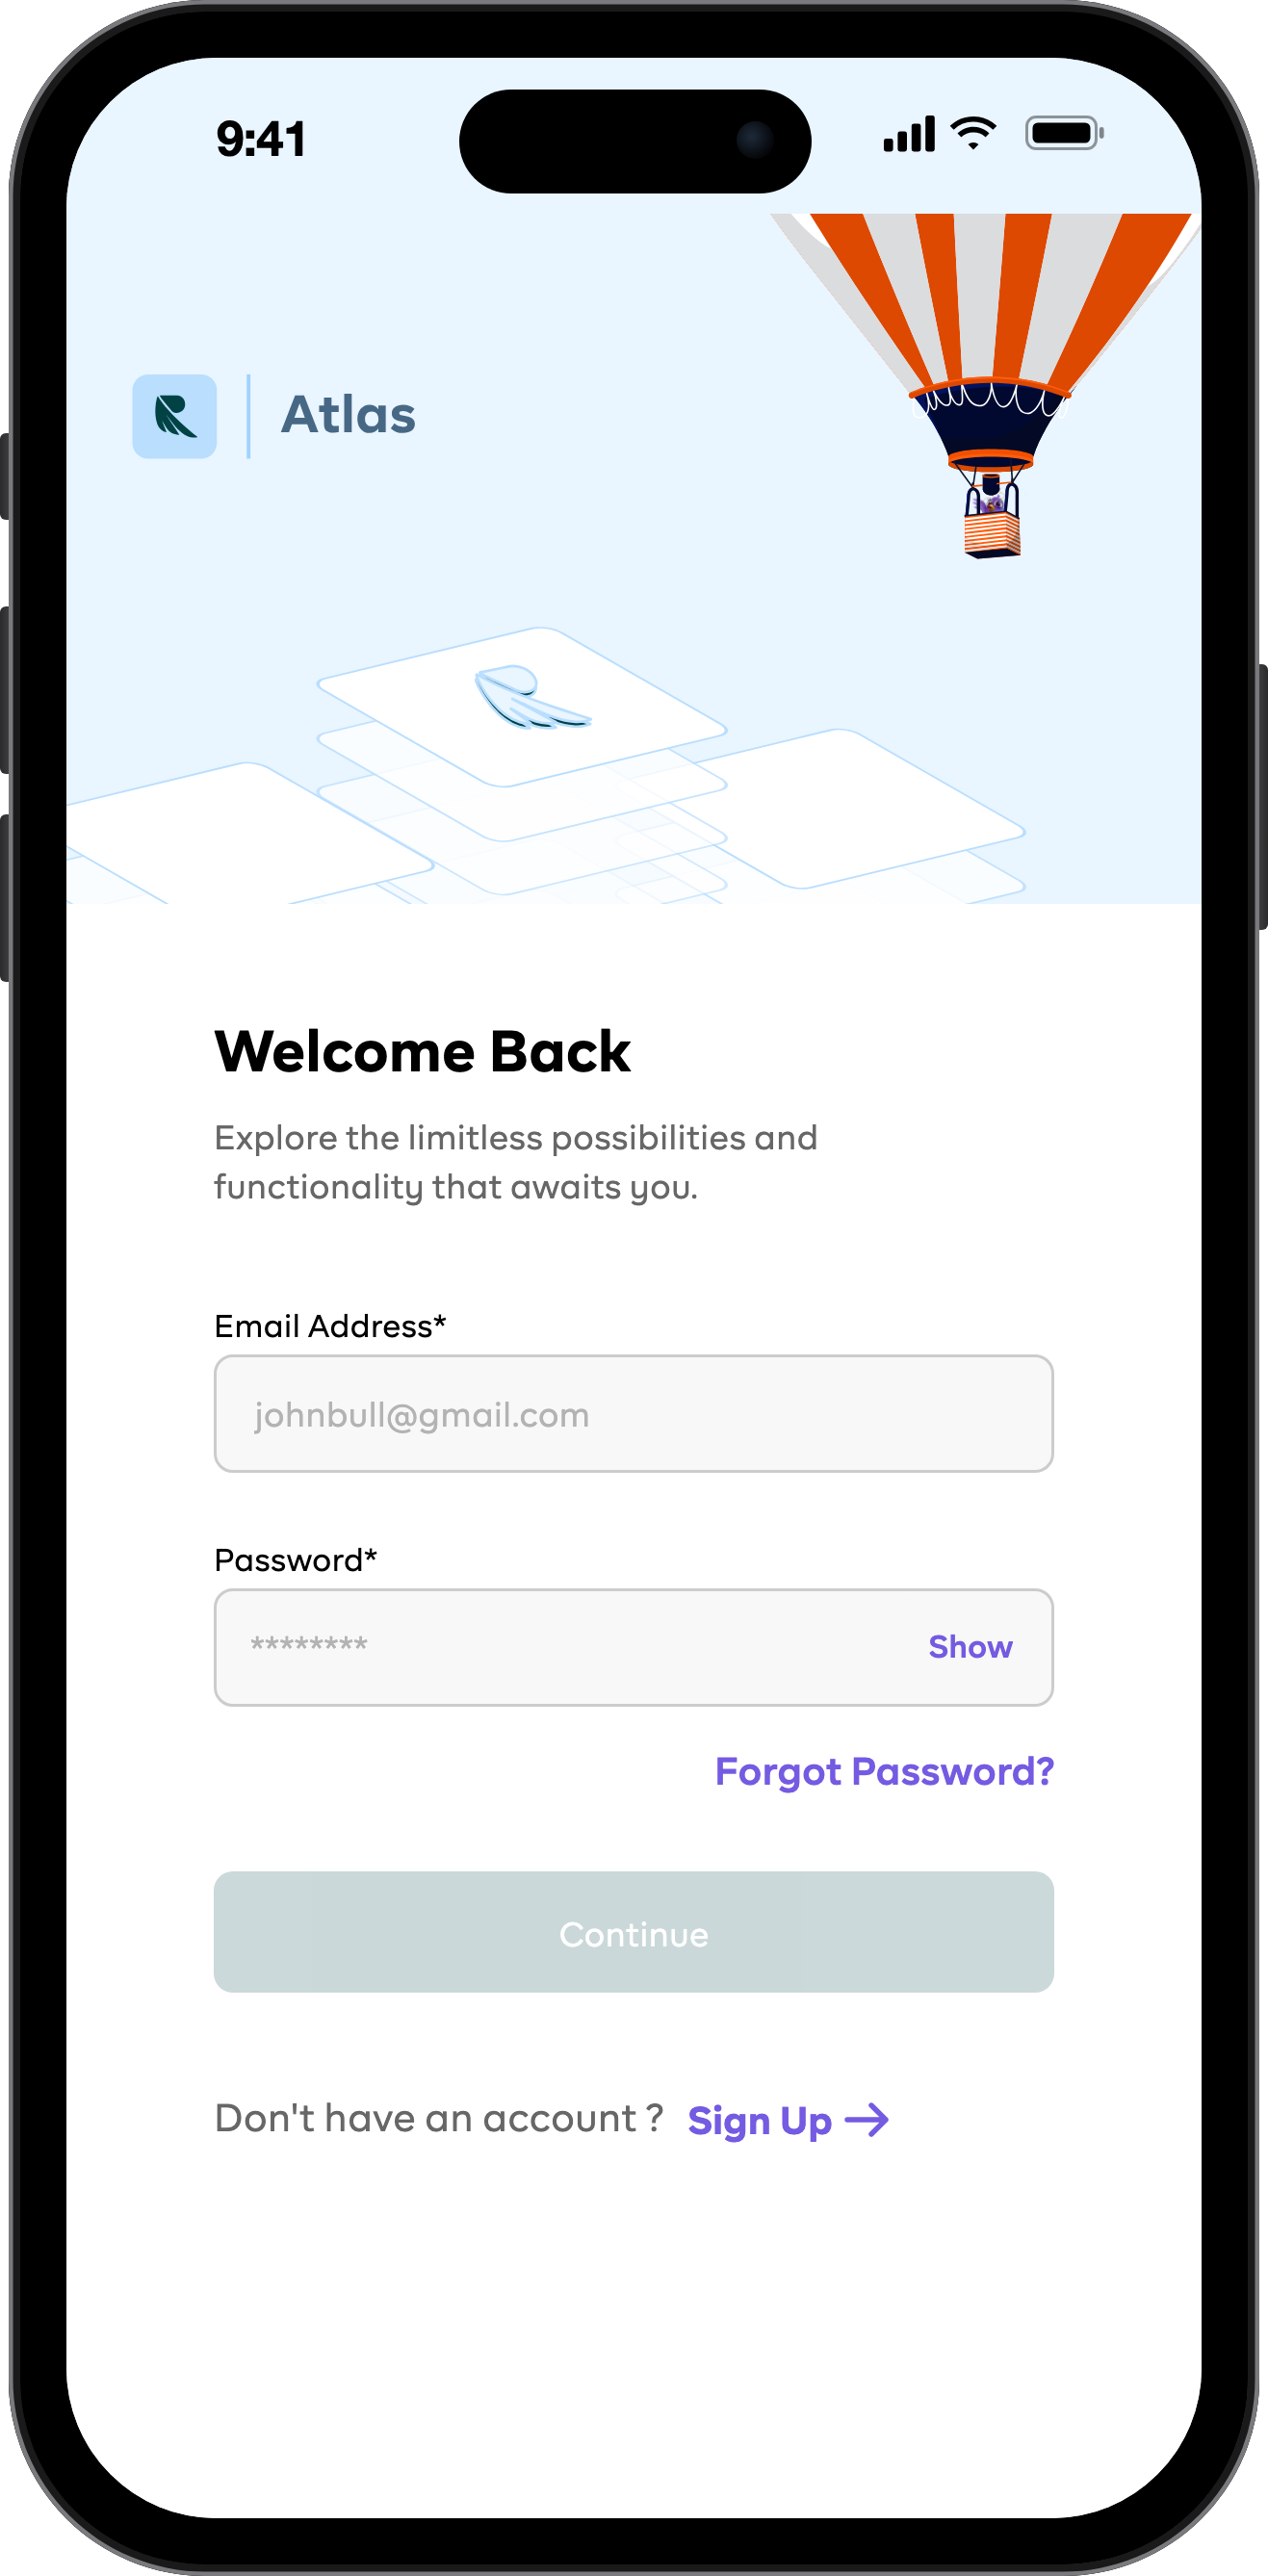 9:41
Atlas
Welcome Back
Explore the limitless possibilities and
functionality that awaits you.
Email Address*
johnbull@gmail.com
Password*
********
Show
Forgot Password?
Continue
Don't have an account ? Sign Up →